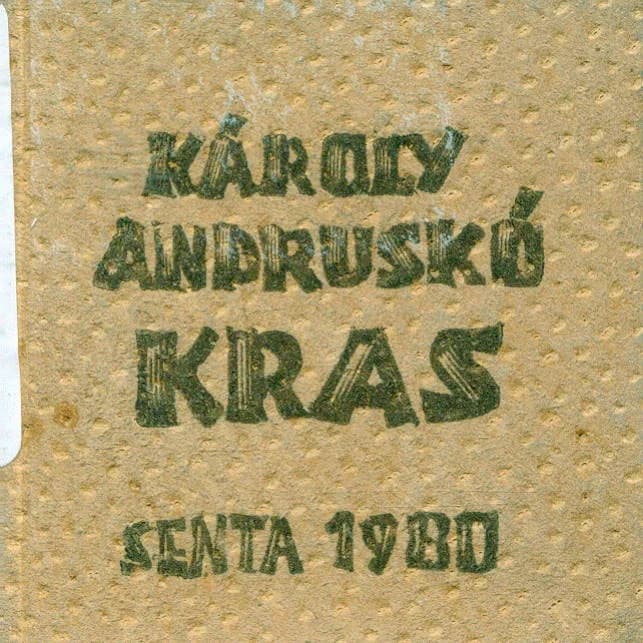 KÁROLY
ANDRUSKÓ
KRAS
SENTA 1980